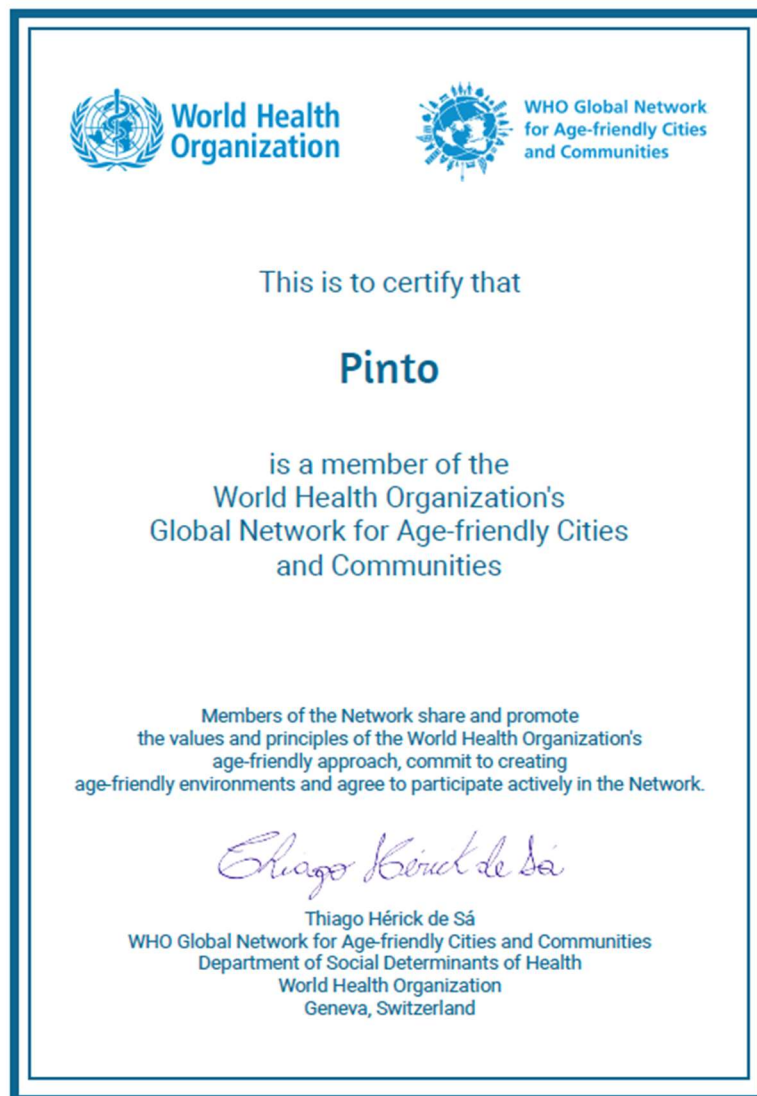 World Health
Organization
WHO Global Network
for Age-friendly Cities
and Communities
This is to certify that
Pinto
is a member of the
World Health Organization's
Global Network for Age-friendly Cities
and Communities
Members of the Network share and promote
the values and principles of the World Health Organization's
age-friendly approach, commit to creating
age-friendly environments and agree to participate actively in the Network.
Thiago Hérick de Sá
Thiago Hérick de Sá
WHO Global Network for Age-friendly Cities and Communities
Department of Social Determinants of Health
World Health Organization
Geneva, Switzerland